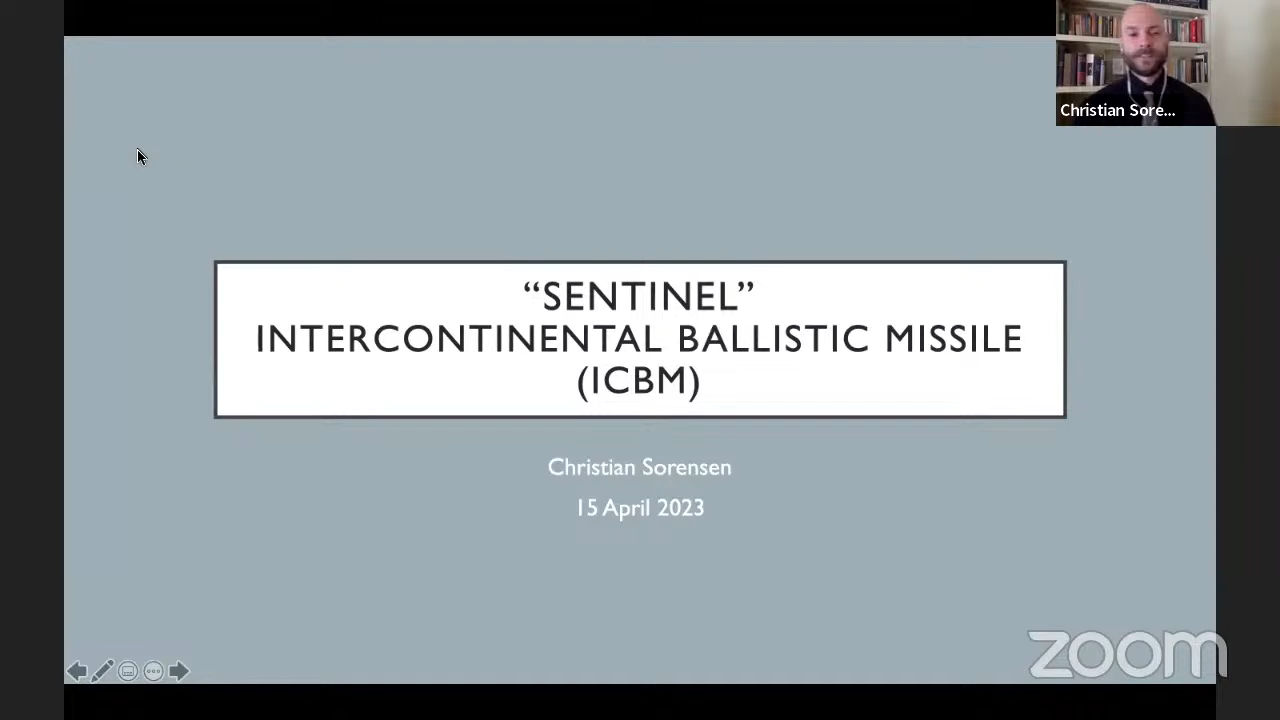 Christian Sore...
“SENTINEL”
INTERCONTINENTAL BALLISTIC MISSILE
(ICBM)
Christian Sorensen
15 April 2023
zoom